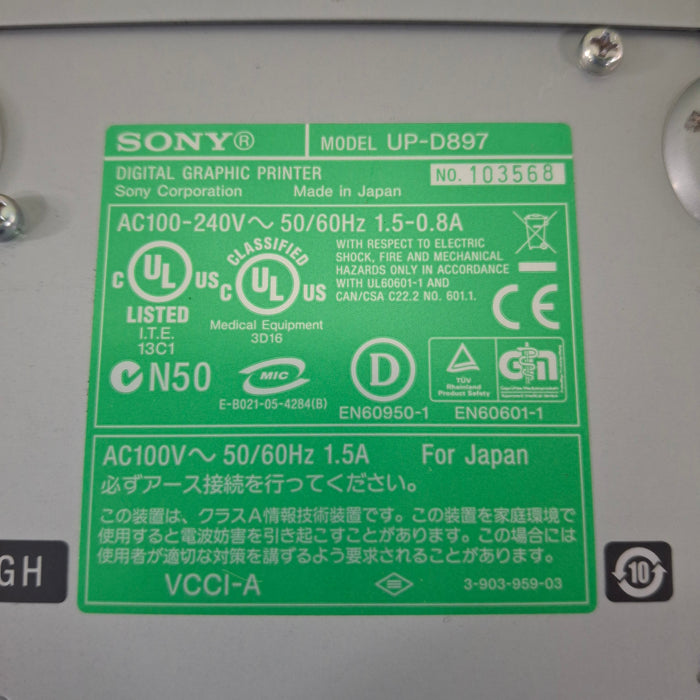 SONY®
MODEL UP-D897
DIGITAL GRAPHIC PRINTER
NO. 103568
Sony Corporation Made in Japan
AC100-240V～ 50/60Hz 1.5-0.8A
C UL US
LISTED
I.T.E.
13C1
CLASSIFIED
C UL US
Medical Equipment
3D16
WITH RESPECT TO ELECTRIC
SHOCK, FIRE AND MECHANICAL
HAZARDS ONLY IN ACCORDANCE
WITH UL60601-1 AND
CAN/CSA C22.2 NO. 601.1.
CE
N50
MIC
E-B021-05-4284(B)
D
EN60950-1
TÜV
Rheinland
Product Safety
GS
EN60601-1
AC100V～ 50/60Hz 1.5A For Japan
必ずアース接続を行ってください。
この装置は、クラスA情報技術装置です。この装置を家庭環境で
使用すると電波妨害を引き起こすことがあります。この場合には
使用者が適切な対策を講ずるよう要求されることがあります。
VCCI-A
3-903-959-03
GH
10